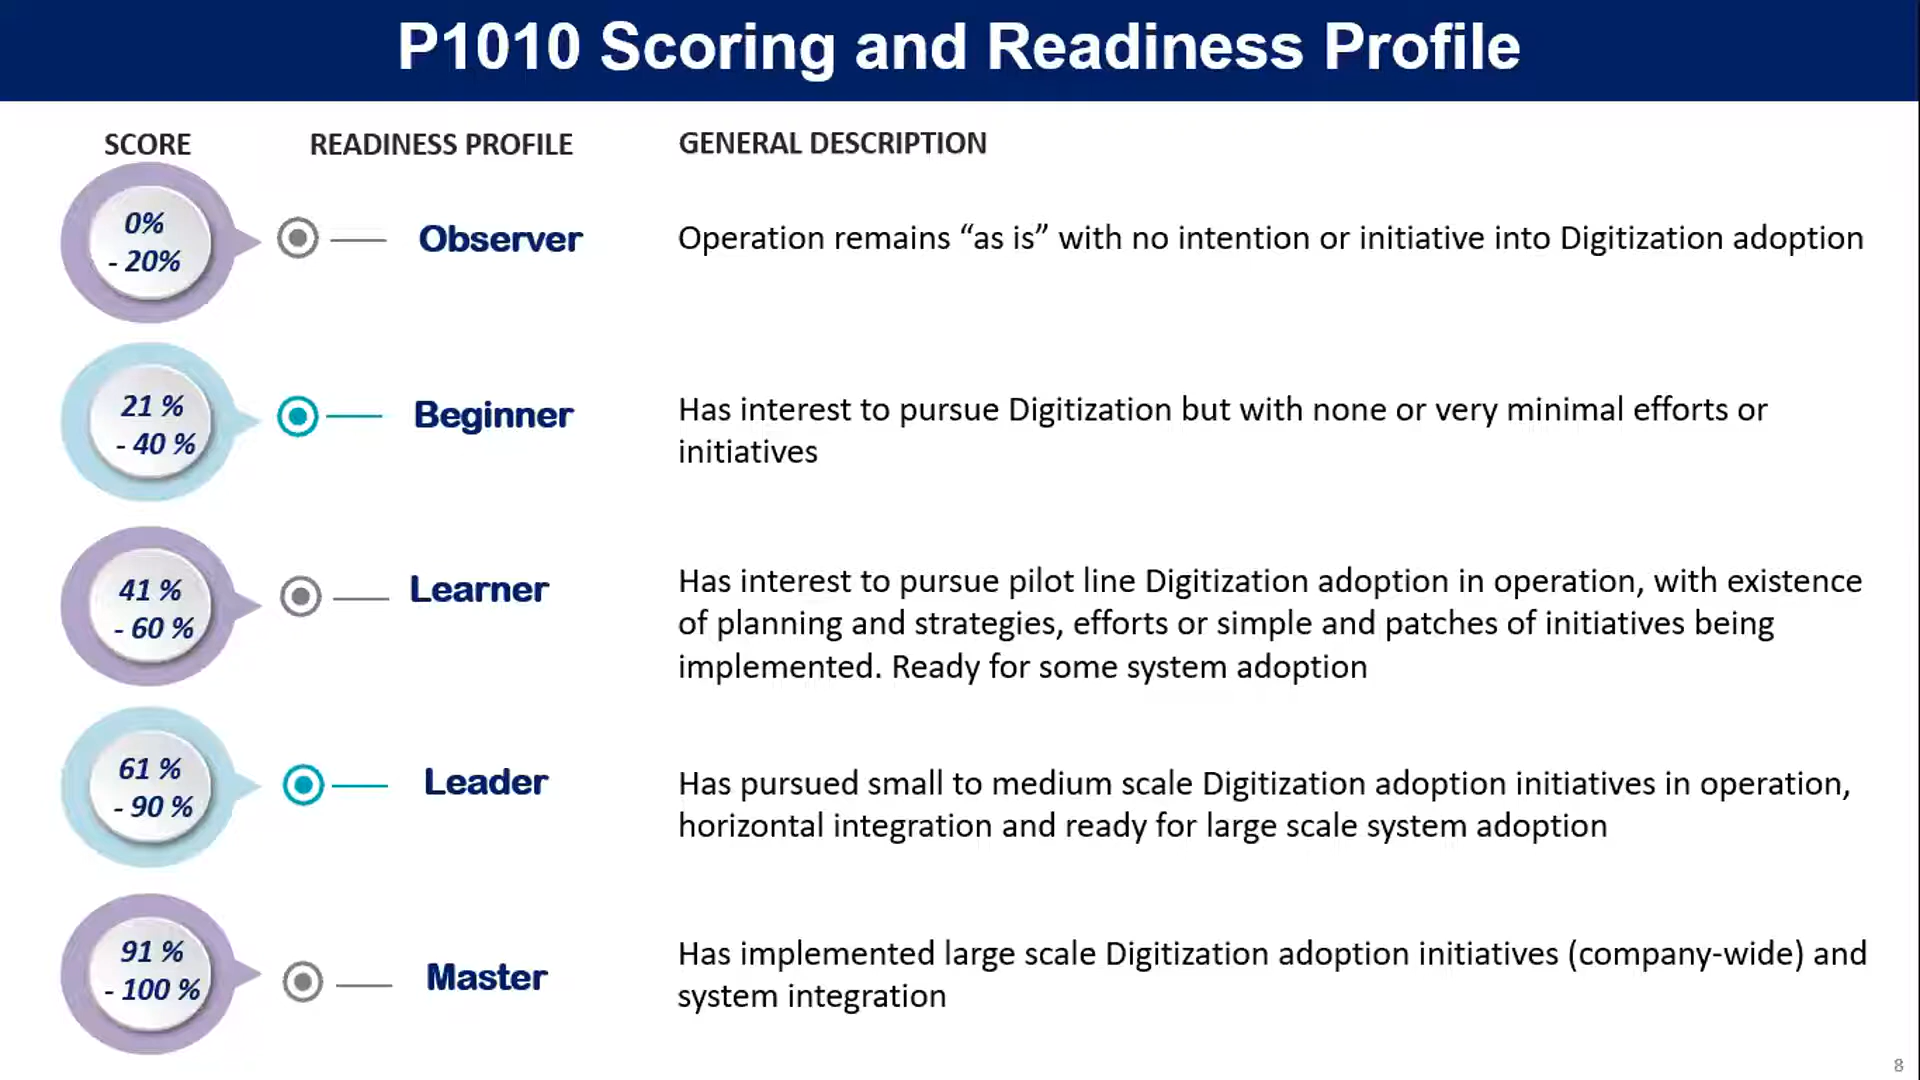 P1010 Scoring and Readiness Profile
SCORE
READINESS PROFILE
GENERAL DESCRIPTION
0%
- 20%
Observer
Operation remains “as is” with no intention or initiative into Digitization adoption
21 %
- 40 %
Beginner
Has interest to pursue Digitization but with none or very minimal efforts or
initiatives
41 %
- 60 %
Learner
Has interest to pursue pilot line Digitization adoption in operation, with existence
of planning and strategies, efforts or simple and patches of initiatives being
implemented. Ready for some system adoption
61 %
- 90 %
Leader
Has pursued small to medium scale Digitization adoption initiatives in operation,
horizontal integration and ready for large scale system adoption
91 %
- 100 %
Master
Has implemented large scale Digitization adoption initiatives (company-wide) and
system integration
8